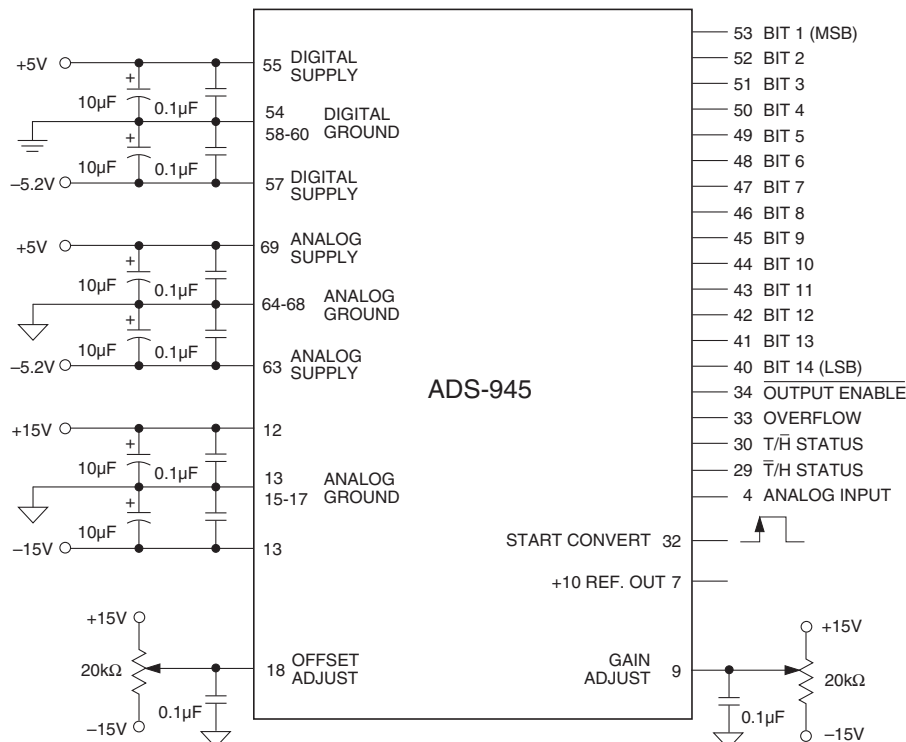 +5V
10µF
0.1µF
10µF
0.1µF
–5.2V
55 DIGITAL
SUPPLY
54
58-60
DIGITAL
GROUND
57 DIGITAL
SUPPLY
+5V
10µF
0.1µF
10µF
0.1µF
–5.2V
69 ANALOG
SUPPLY
64-68
ANALOG
GROUND
63 ANALOG
SUPPLY
+15V
10µF
0.1µF
10µF
–15V
12
13
15-17
ANALOG
GROUND
13
+15V
20kΩ
–15V
0.1µF
18 OFFSET
ADJUST
ADS-945
53 BIT 1 (MSB)
52 BIT 2
51 BIT 3
50 BIT 4
49 BIT 5
48 BIT 6
47 BIT 7
46 BIT 8
45 BIT 9
44 BIT 10
43 BIT 11
42 BIT 12
41 BIT 13
40 BIT 14 (LSB)
34 OUTPUT ENABLE
33 OVERFLOW
30 T/H̅ STATUS
29 T̅/H STATUS
4 ANALOG INPUT
START CONVERT 32
+10 REF. OUT 7
GAIN
ADJUST
9
+15V
20kΩ
0.1µF
–15V